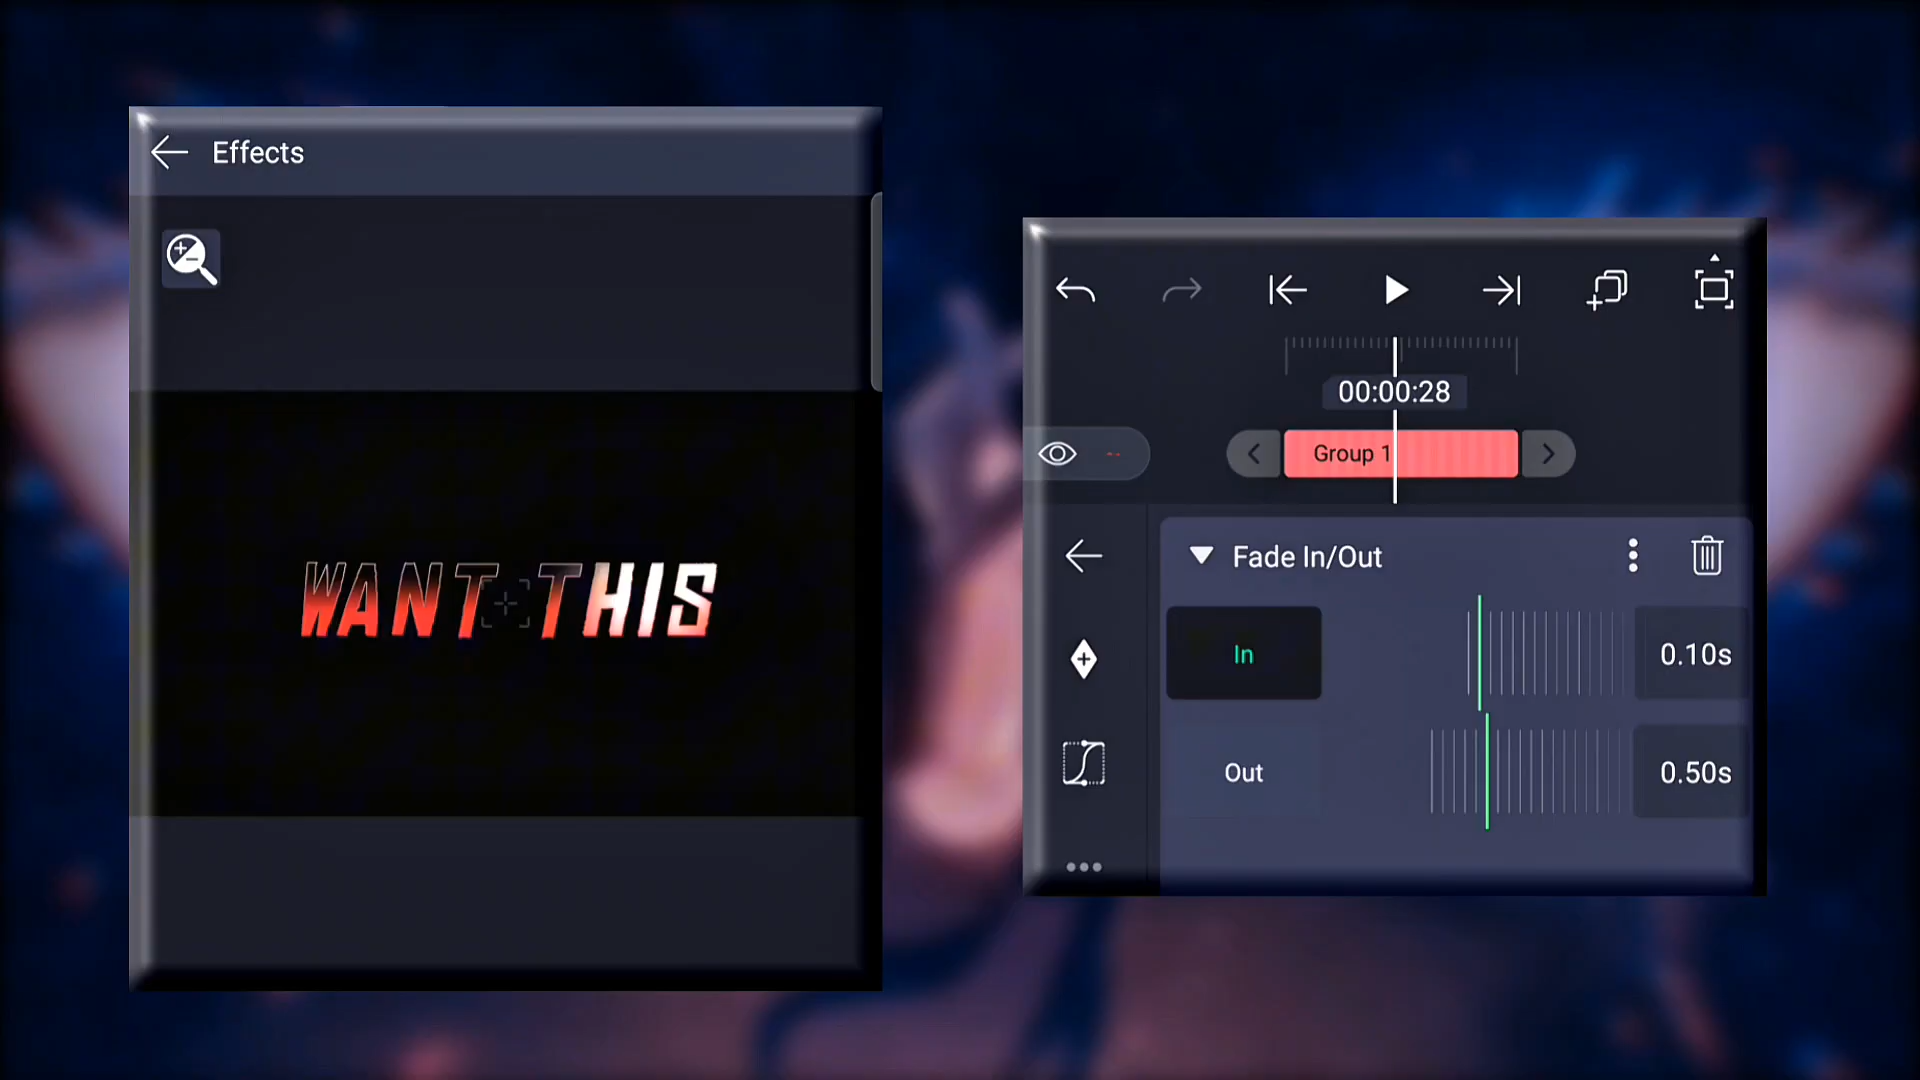 Effects
WANT THIS
00:00:28
Group 1
Fade In/Out
In
0.10s
Out
0.50s